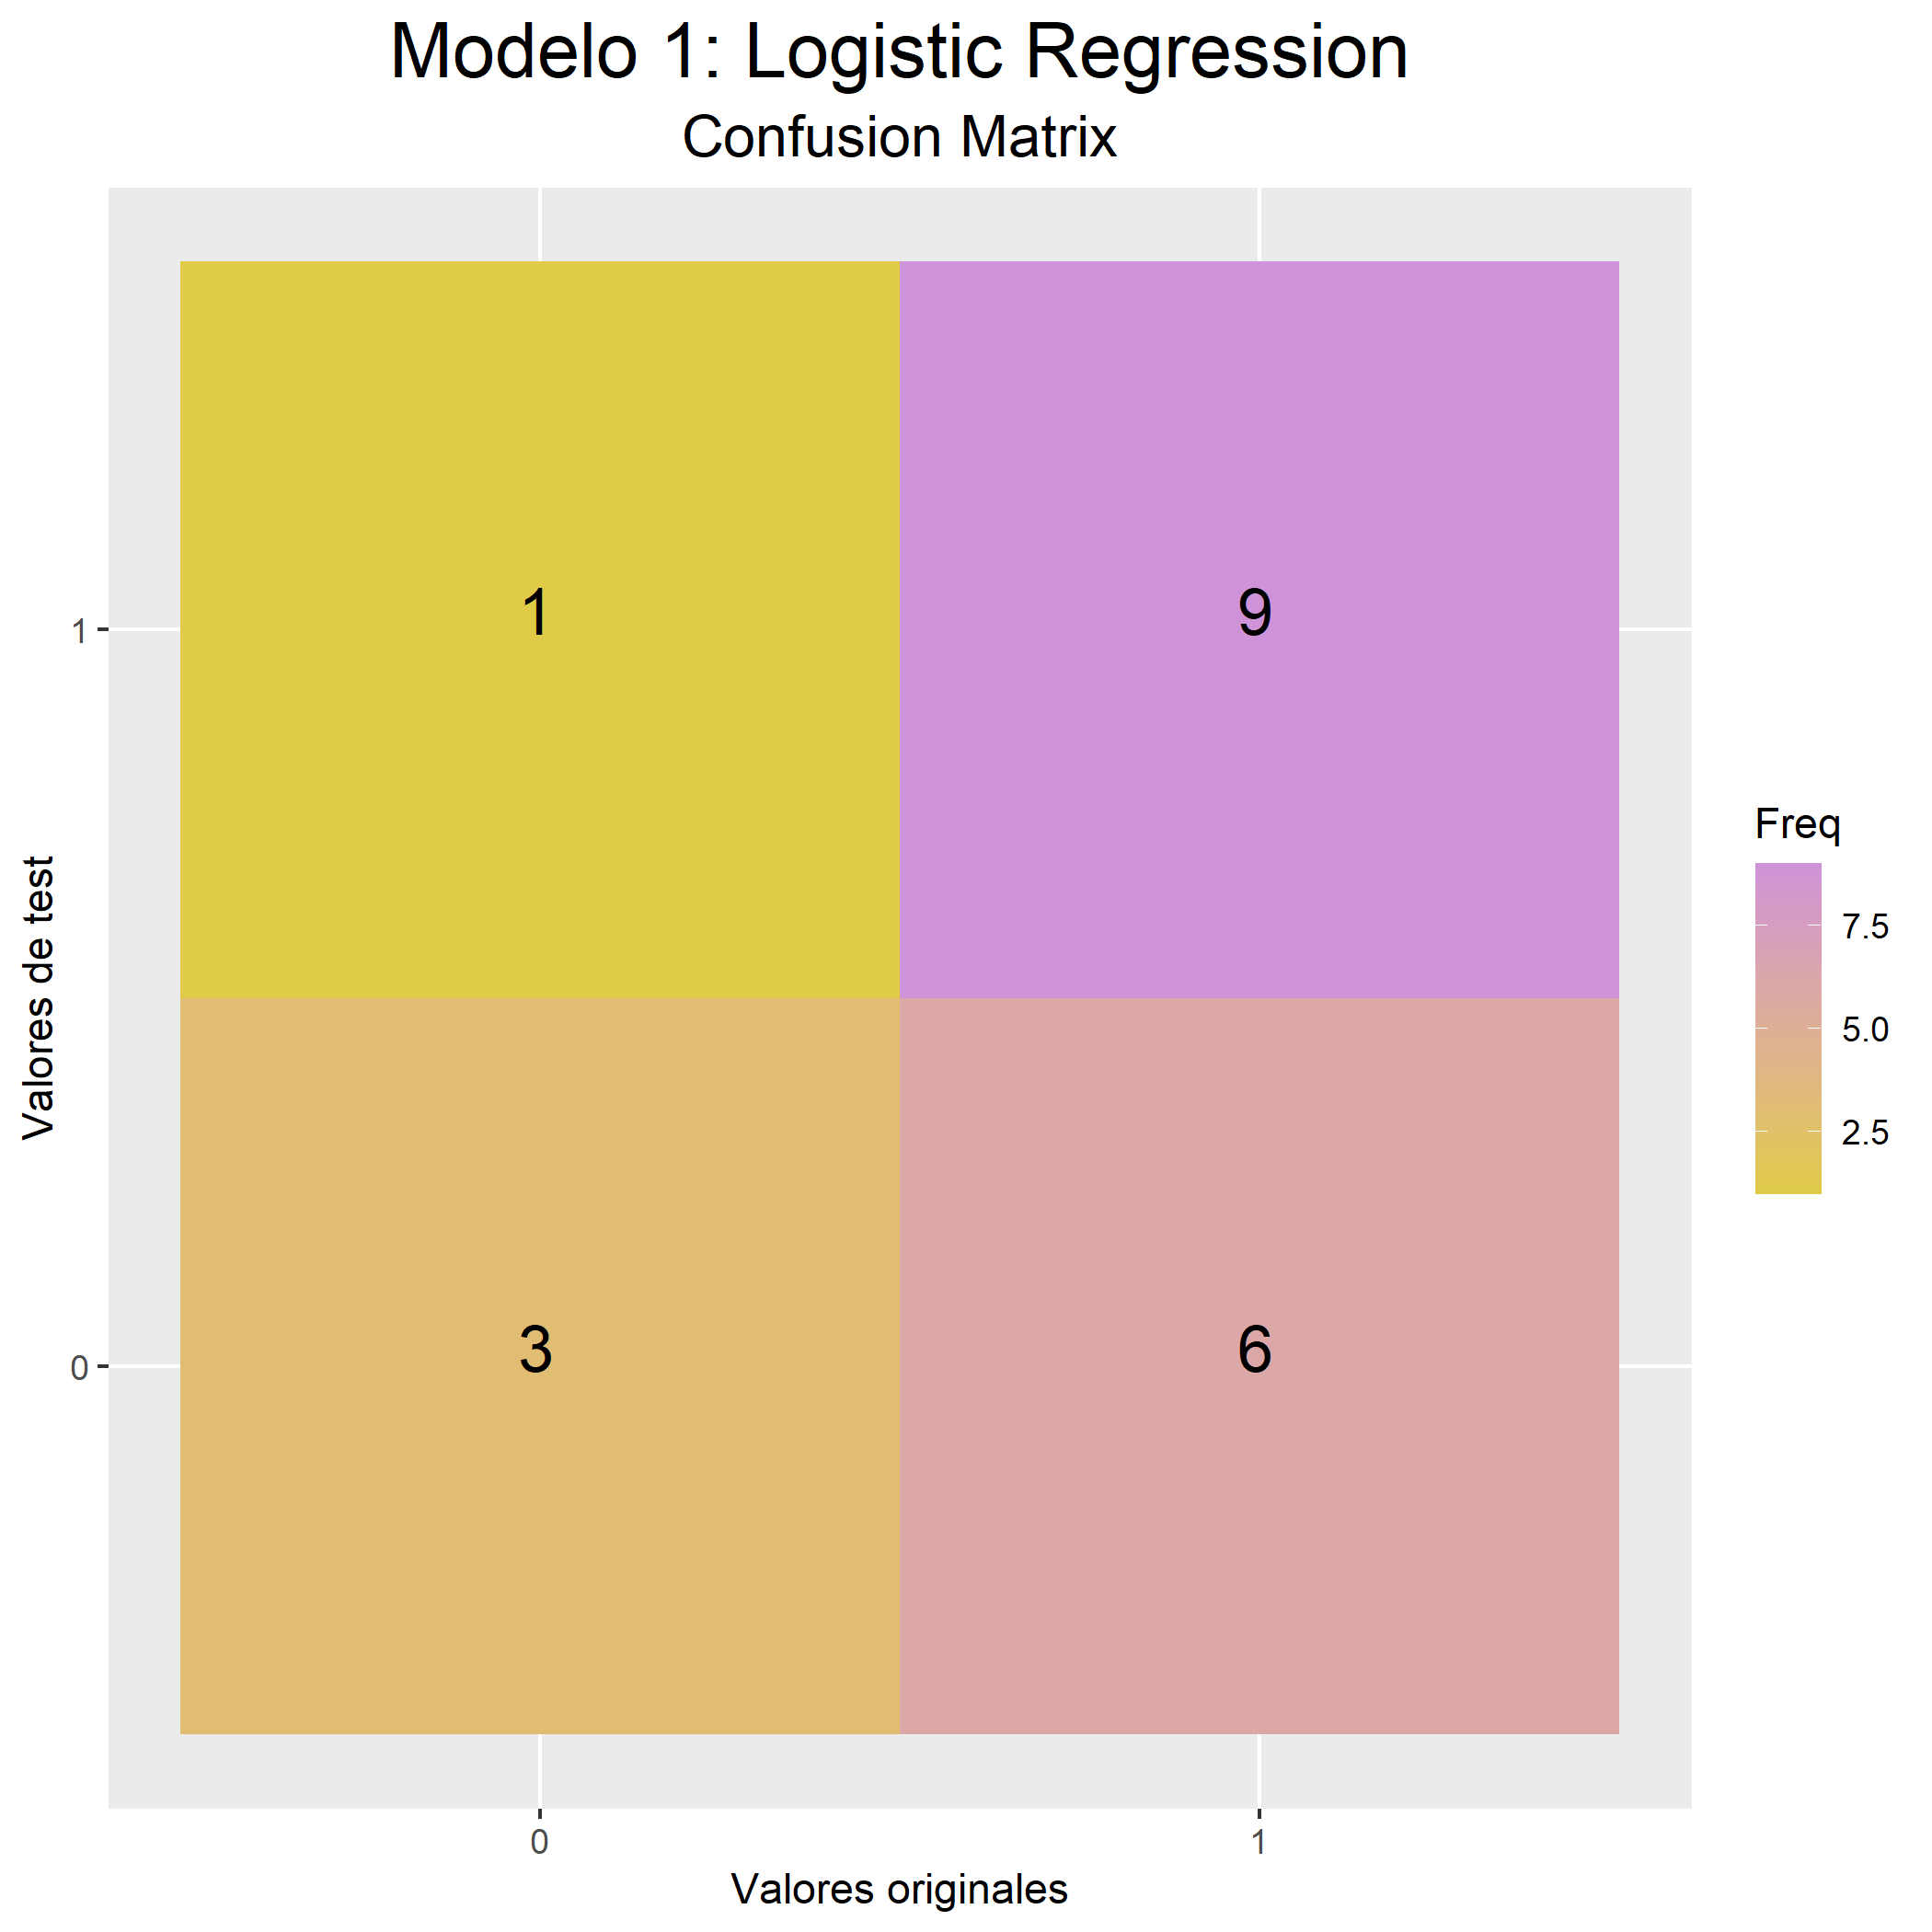 Modelo 1: Logistic Regression
Confusion Matrix
Valores de test
1
0
1
9
3
6
0
1
Valores originales
Freq
7.5
5.0
2.5